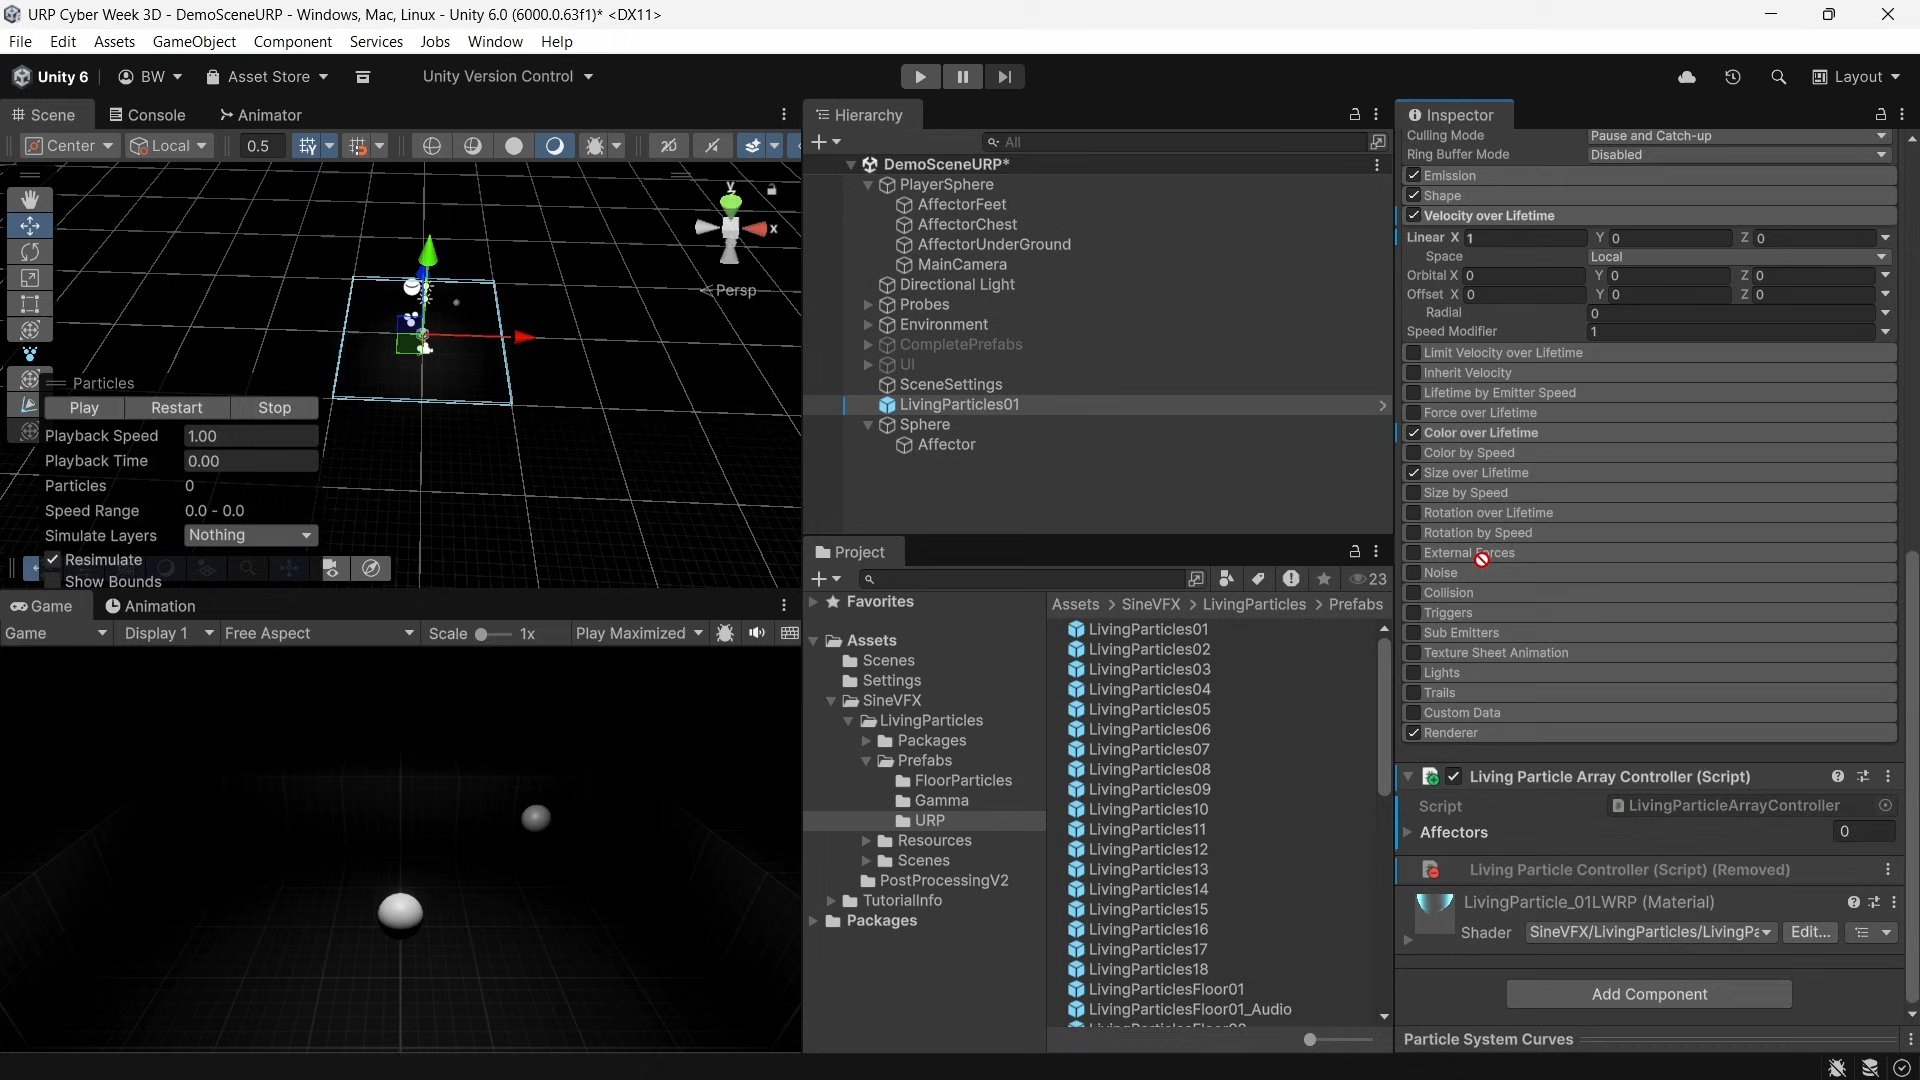 URP Cyber Week 3D - DemoSceneURP - Windows, Mac, Linux - Unity 6.0 (6000.0.63f1)* <DX11>
File Edit Assets GameObject Component Services Jobs Window Help
Unity 6 BW Asset Store Unity Version Control Layout
Scene Console Animator
Center Local 0.5
y
x
Persp
Particles
Play Restart Stop
Playback Speed 1.00
Playback Time 0.00
Particles 0
Speed Range 0.0 - 0.0
Simulate Layers Nothing
Resimulate
Show Bounds
Game Animation
Game Display 1 Free Aspect Scale 1x Play Maximized
Hierarchy
All
DemoSceneURP*
PlayerSphere
AffectorFeet
AffectorChest
AffectorUnderGround
MainCamera
Directional Light
Probes
Environment
CompletePrefabs
UI
SceneSettings
LivingParticles01
Sphere
Affector
Project
23
Favorites
Assets
Scenes
Settings
SineVFX
LivingParticles
Packages
Prefabs
FloorParticles
Gamma
URP
Resources
Scenes
PostProcessingV2
TutorialInfo
Packages
Assets > SineVFX > LivingParticles > Prefabs
LivingParticles01
LivingParticles02
LivingParticles03
LivingParticles04
LivingParticles05
LivingParticles06
LivingParticles07
LivingParticles08
LivingParticles09
LivingParticles10
LivingParticles11
LivingParticles12
LivingParticles13
LivingParticles14
LivingParticles15
LivingParticles16
LivingParticles17
LivingParticles18
LivingParticlesFloor01
LivingParticlesFloor01_Audio
Inspector
Culling Mode Pause and Catch-up
Ring Buffer Mode Disabled
Emission
Shape
Velocity over Lifetime
Linear X 1 Y 0 Z 0
Space Local
Orbital X 0 Y 0 Z 0
Offset X 0 Y 0 Z 0
Radial 0
Speed Modifier 1
Limit Velocity over Lifetime
Inherit Velocity
Lifetime by Emitter Speed
Force over Lifetime
Color over Lifetime
Color by Speed
Size over Lifetime
Size by Speed
Rotation over Lifetime
Rotation by Speed
External Forces
Noise
Collision
Triggers
Sub Emitters
Texture Sheet Animation
Lights
Trails
Custom Data
Renderer
Living Particle Array Controller (Script)
Script LivingParticleArrayController
Affectors 0
Living Particle Controller (Script) (Removed)
LivingParticle_01LWRP (Material)
Shader SineVFX/LivingParticles/LivingPa Edit...
Add Component
Particle System Curves